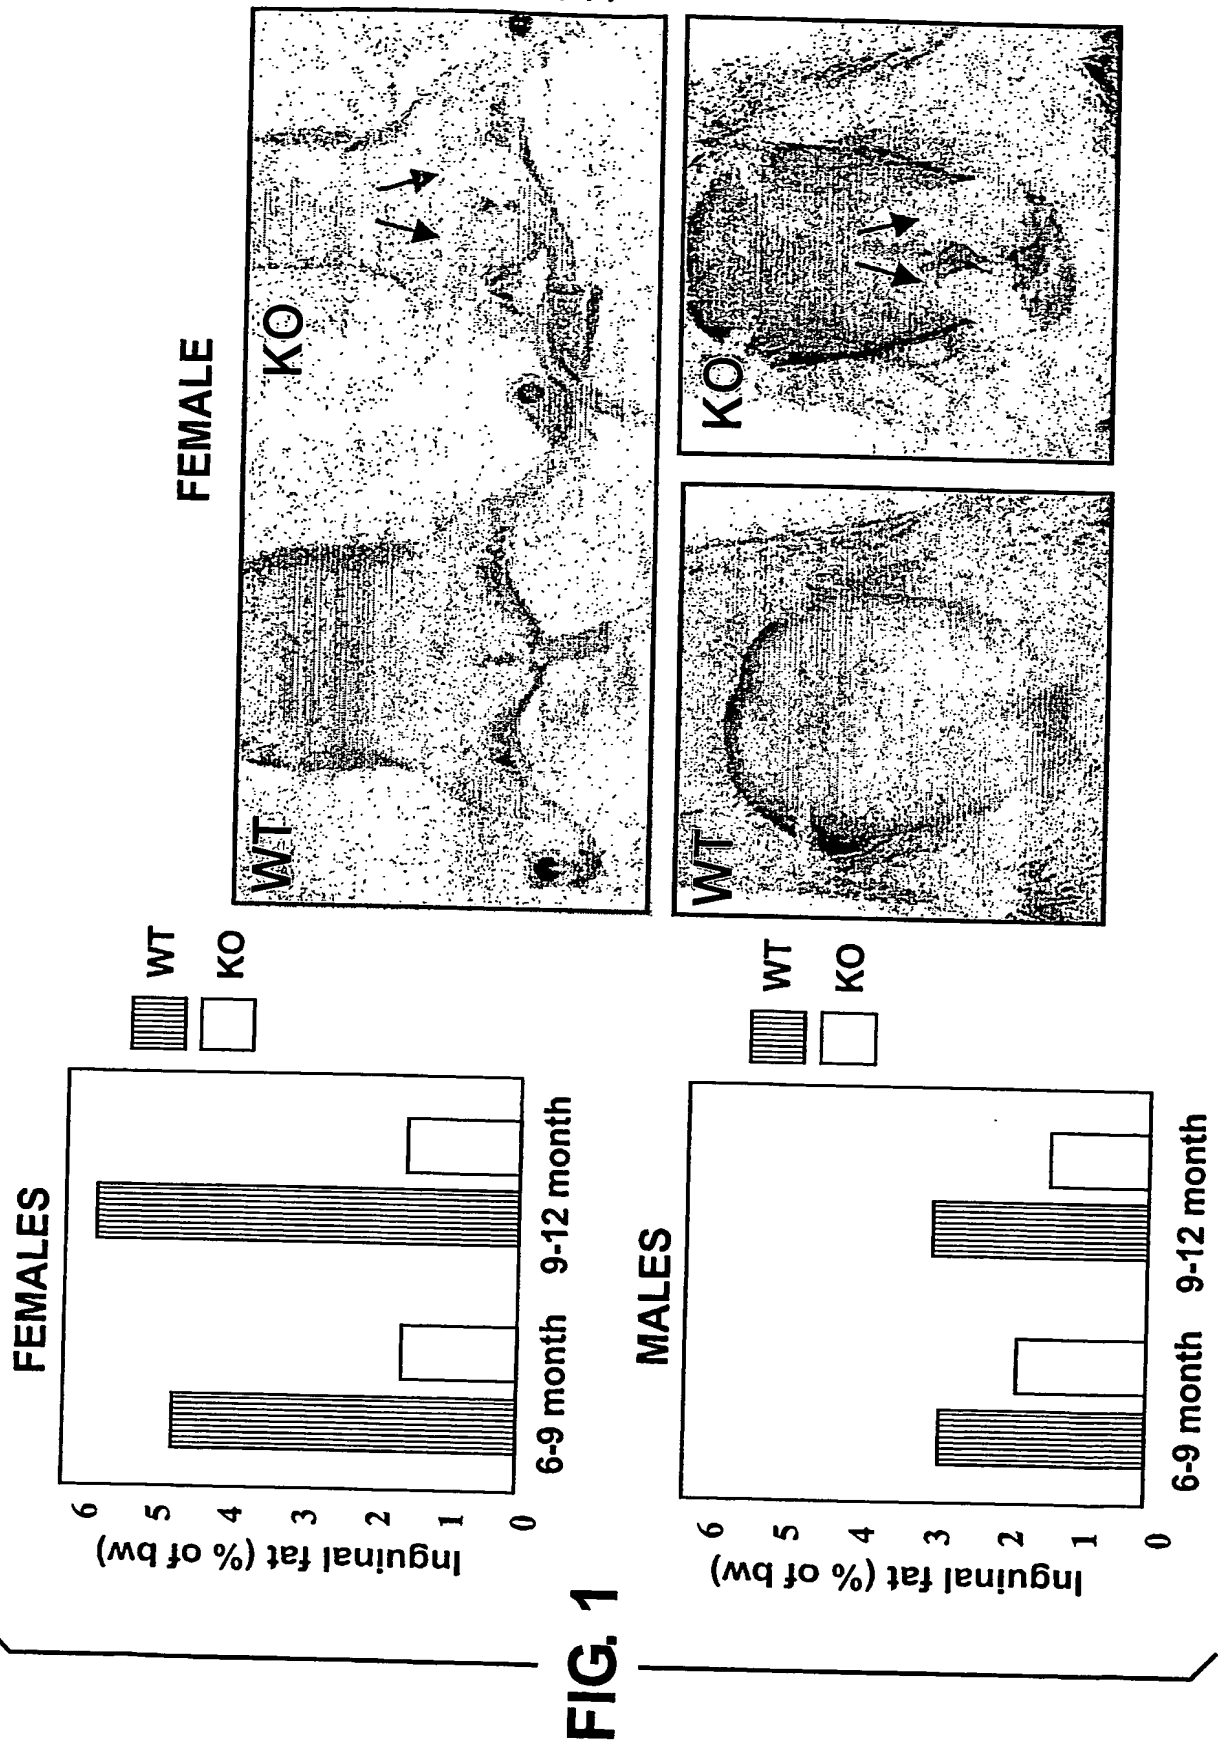 FEMALES
Inguinal fat (% of bw)
6
5
4
3
2
1
0
6-9 month
9-12 month
WT
KO
FEMALE
WT
KO
MALES
Inguinal fat (% of bw)
6
5
4
3
2
1
0
6-9 month
9-12 month
WT
KO
WT
KO
FIG. 1